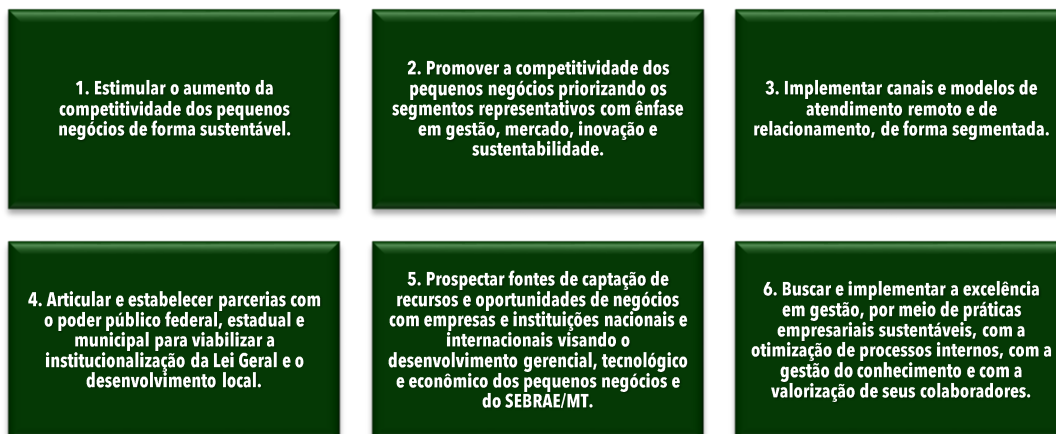 1. Estimular o aumento da
competitividade dos pequenos
negócios de forma sustentável.
2. Promover a competitividade dos
pequenos negócios priorizando os
segmentos representativos com ênfase
em gestão, mercado, inovação e
sustentabilidade.
3. Implementar canais e modelos de
atendimento remoto e de
relacionamento, de forma segmentada.
4. Articular e estabelecer parcerias com
o poder público federal, estadual e
municipal para viabilizar a
institucionalização da Lei Geral e o
desenvolvimento local.
5. Prospectar fontes de captação de
recursos e oportunidades de negócios
com empresas e instituições nacionais e
internacionais visando o
desenvolvimento gerencial, tecnológico
e econômico dos pequenos negócios e
do SEBRAE/MT.
6. Buscar e implementar a excelência
em gestão, por meio de práticas
empresariais sustentáveis, com a
otimização de processos internos, com a
gestão do conhecimento e com a
valorização de seus colaboradores.